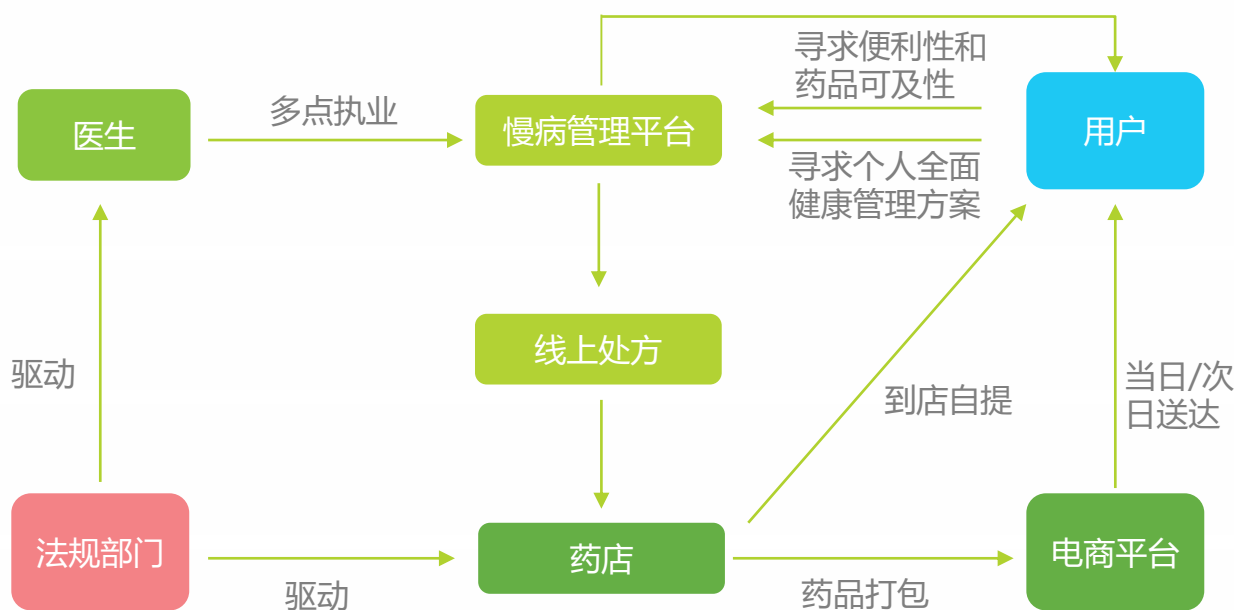 寻求便利性和
药品可及性
医生
多点执业
慢病管理平台
用户
寻求个人全面
健康管理方案
线上处方
驱动
到店自提
当日/次
日送达
法规部门
驱动
药店
药品打包
电商平台